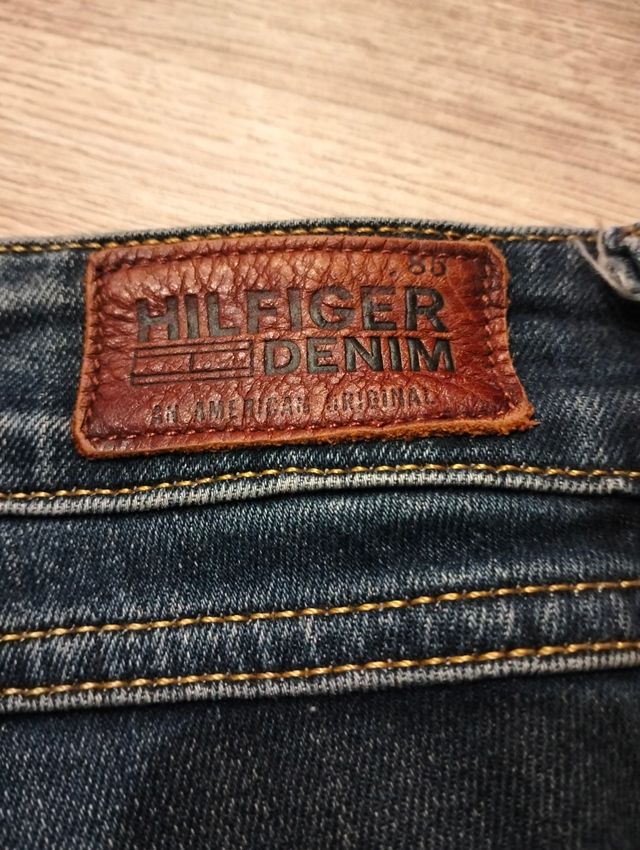 .85
HILFIGER
DENIM
AN AMERICAN ORIGINAL